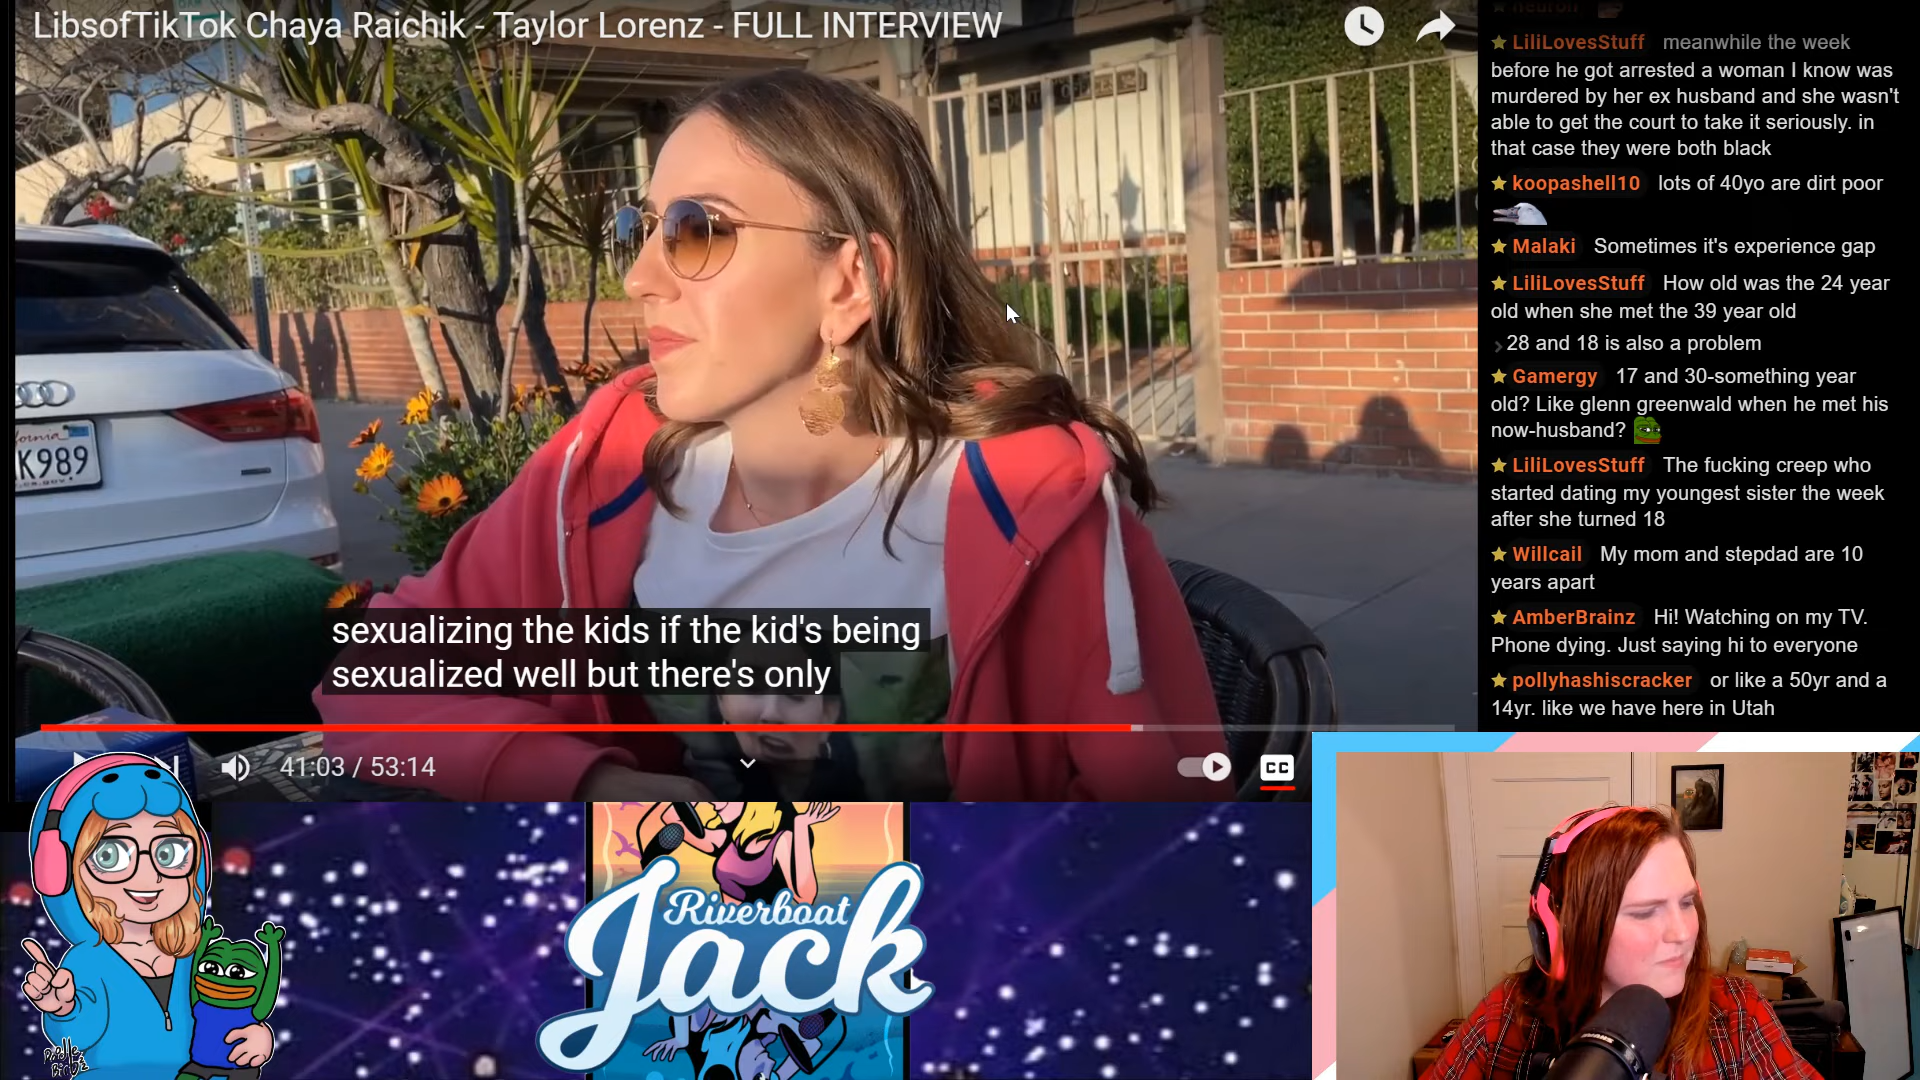 LibsofTikTok Chaya Raichik - Taylor Lorenz - FULL INTERVIEW
LiliLovesStuff meanwhile the week
before he got arrested a woman I know was
murdered by her ex husband and she wasn't
able to get the court to take it seriously. in
that case they were both black
koopashell10 lots of 40yo are dirt poor
Malaki Sometimes it's experience gap
LiliLovesStuff How old was the 24 year
old when she met the 39 year old
28 and 18 is also a problem
Gamergy 17 and 30-something year
old? Like glenn greenwald when he met his
now-husband?
LiliLovesStuff The fucking creep who
started dating my youngest sister the week
after she turned 18
Willcail My mom and stepdad are 10
years apart
AmberBrainz Hi! Watching on my TV.
Phone dying. Just saying hi to everyone
pollyhashiscracker or like a 50yr and a
14yr. like we have here in Utah
K989
sexualizing the kids if the kid's being
sexualized well but there's only
41:03 / 53:14
CC
Riverboat
Jack